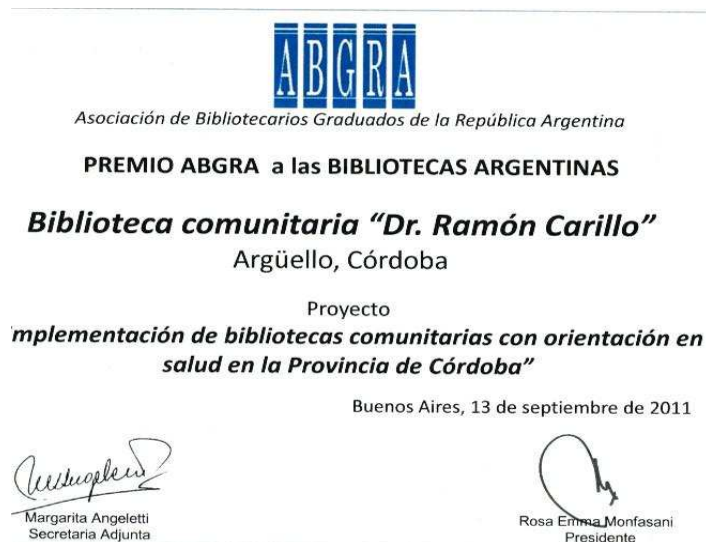 ABGRA
Asociación de Bibliotecarios Graduados de la República Argentina
PREMIO ABGRA a las BIBLIOTECAS ARGENTINAS
Biblioteca comunitaria “Dr. Ramón Carillo”
Argüello, Córdoba
Proyecto
mplementación de bibliotecas comunitarias con orientación en
salud en la Provincia de Córdoba”
Buenos Aires, 13 de septiembre de 2011
Margarita Angeletti
Secretaria Adjunta
Rosa Emma Monfasani
Presidente